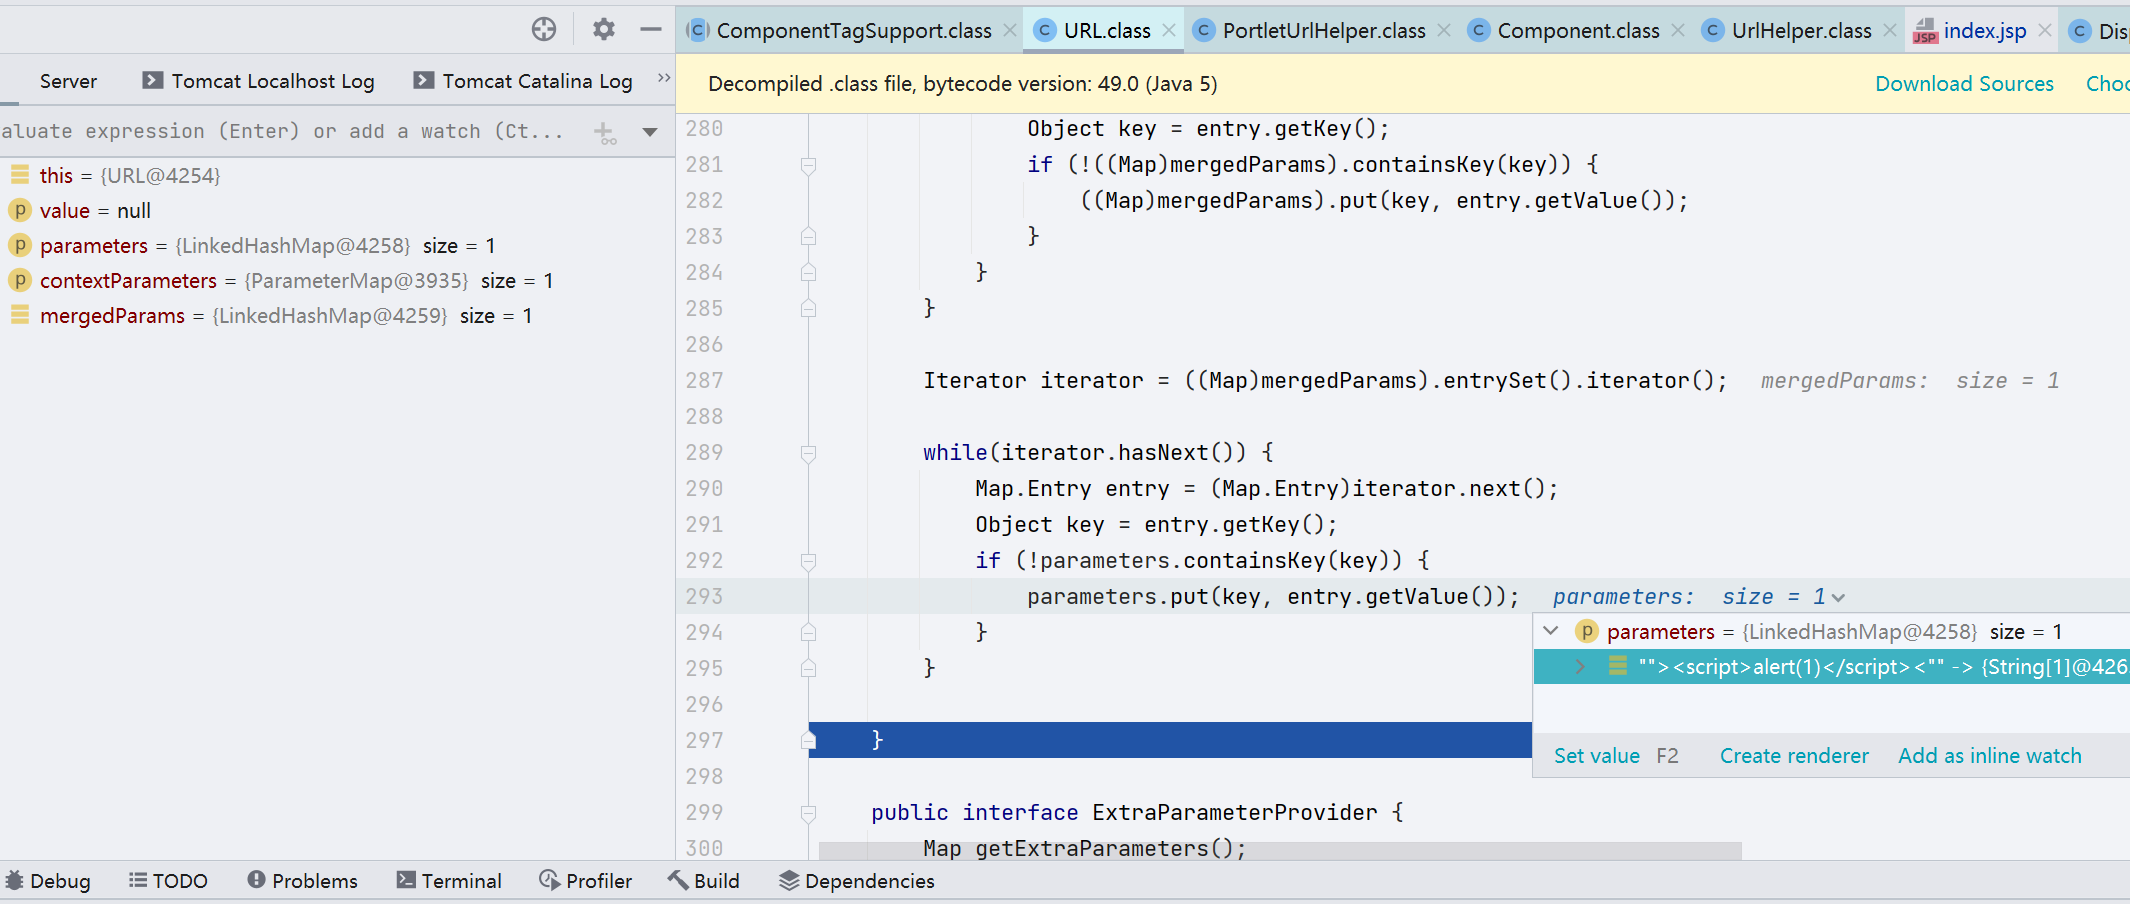 ComponentTagSupport.class
URL.class
PortletUrlHelper.class
Component.class
UrlHelper.class
index.jsp
Server
Tomcat Localhost Log
Tomcat Catalina Log
Decompiled .class file, bytecode version: 49.0 (Java 5)
Download Sources
aluate expression (Enter) or add a watch (Ct...
this = {URL@4254}
value = null
parameters = {LinkedHashMap@4258} size = 1
contextParameters = {ParameterMap@3935} size = 1
mergedParams = {LinkedHashMap@4259} size = 1
280 Object key = entry.getKey();
281 if (!((Map)mergedParams).containsKey(key)) {
282 ((Map)mergedParams).put(key, entry.getValue());
283 }
284 }
285 }
286
287 Iterator iterator = ((Map)mergedParams).entrySet().iterator(); mergedParams: size = 1
288
289 while(iterator.hasNext()) {
290 Map.Entry entry = (Map.Entry)iterator.next();
291 Object key = entry.getKey();
292 if (!parameters.containsKey(key)) {
293 parameters.put(key, entry.getValue()); parameters: size = 1
294 }
295 }
296
297 }
298
299 public interface ExtraParameterProvider {
300 Map getExtraParameters();
parameters = {LinkedHashMap@4258} size = 1
""><script>alert(1)</script><"" -> {String[1]@426
Set value F2 Create renderer Add as inline watch
Debug
TODO
Problems
Terminal
Profiler
Build
Dependencies